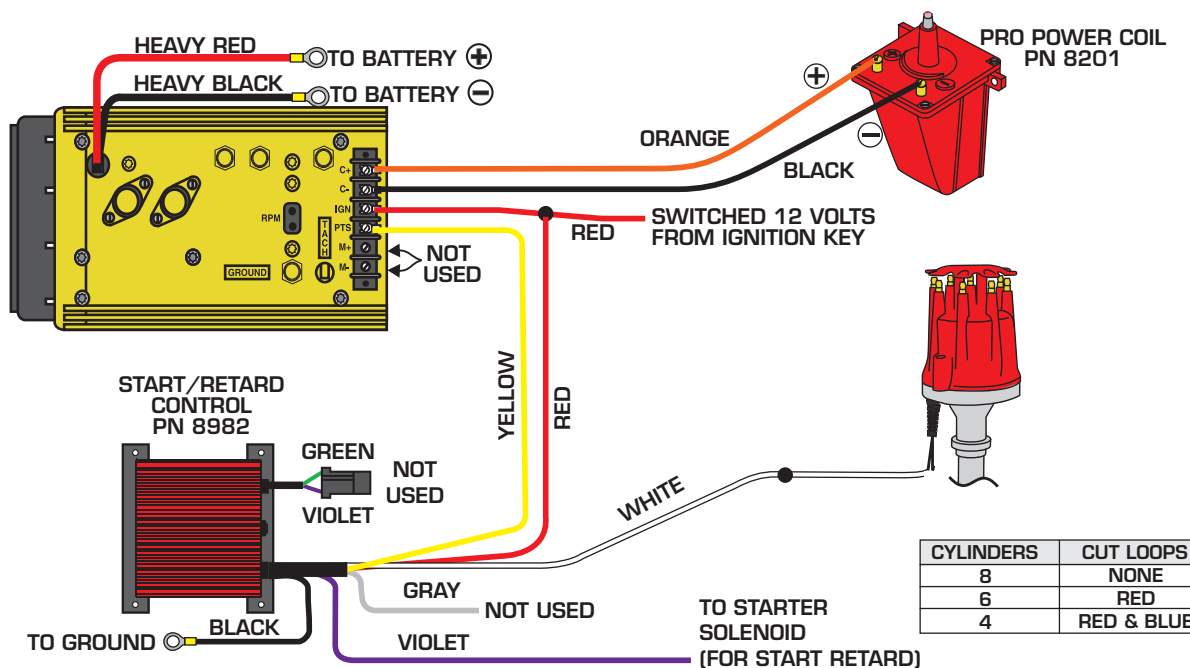 HEAVY RED
TO BATTERY +
HEAVY BLACK
TO BATTERY −
PRO POWER COIL
PN 8201
+
−
ORANGE
BLACK
C+
C-
IGN
PTS
M+
M-
RPM
TACH
GROUND
NOT
USED
RED
SWITCHED 12 VOLTS
FROM IGNITION KEY
YELLOW
RED
START/RETARD
CONTROL
PN 8982
GREEN
VIOLET
NOT
USED
WHITE
GRAY
NOT USED
BLACK
TO GROUND
VIOLET
TO STARTER
SOLENOID
(FOR START RETARD)
CYLINDERS CUT LOOPS
8 NONE
6 RED
4 RED & BLUE